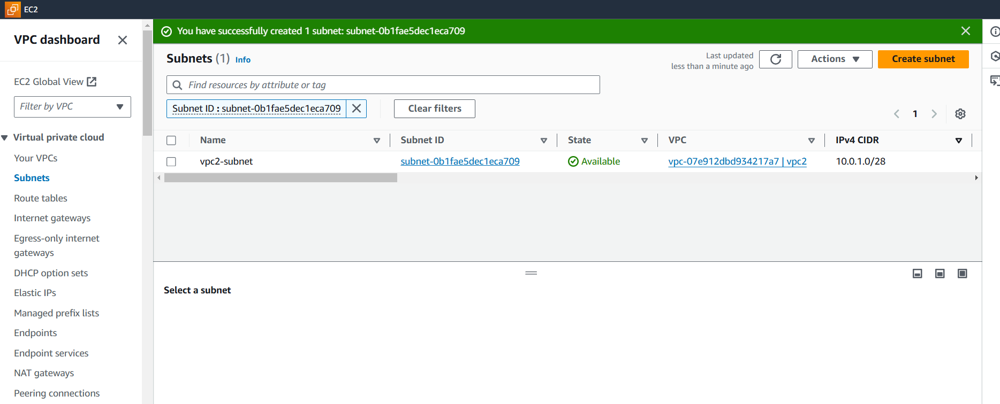 EC2
VPC dashboard
EC2 Global View
Filter by VPC
Virtual private cloud
Your VPCs
Subnets
Route tables
Internet gateways
Egress-only internet
gateways
DHCP option sets
Elastic IPs
Managed prefix lists
Endpoints
Endpoint services
NAT gateways
Peering connections
You have successfully created 1 subnet: subnet-0b1fae5dec1eca709
Subnets (1) Info
Last updated
less than a minute ago
Actions
Create subnet
Find resources by attribute or tag
Subnet ID : subnet-0b1fae5dec1eca709
Clear filters
1
Name Subnet ID State VPC IPv4 CIDR
vpc2-subnet subnet-0b1fae5dec1eca709 Available vpc-07e912dbd934217a7 | vpc2 10.0.1.0/28
Select a subnet